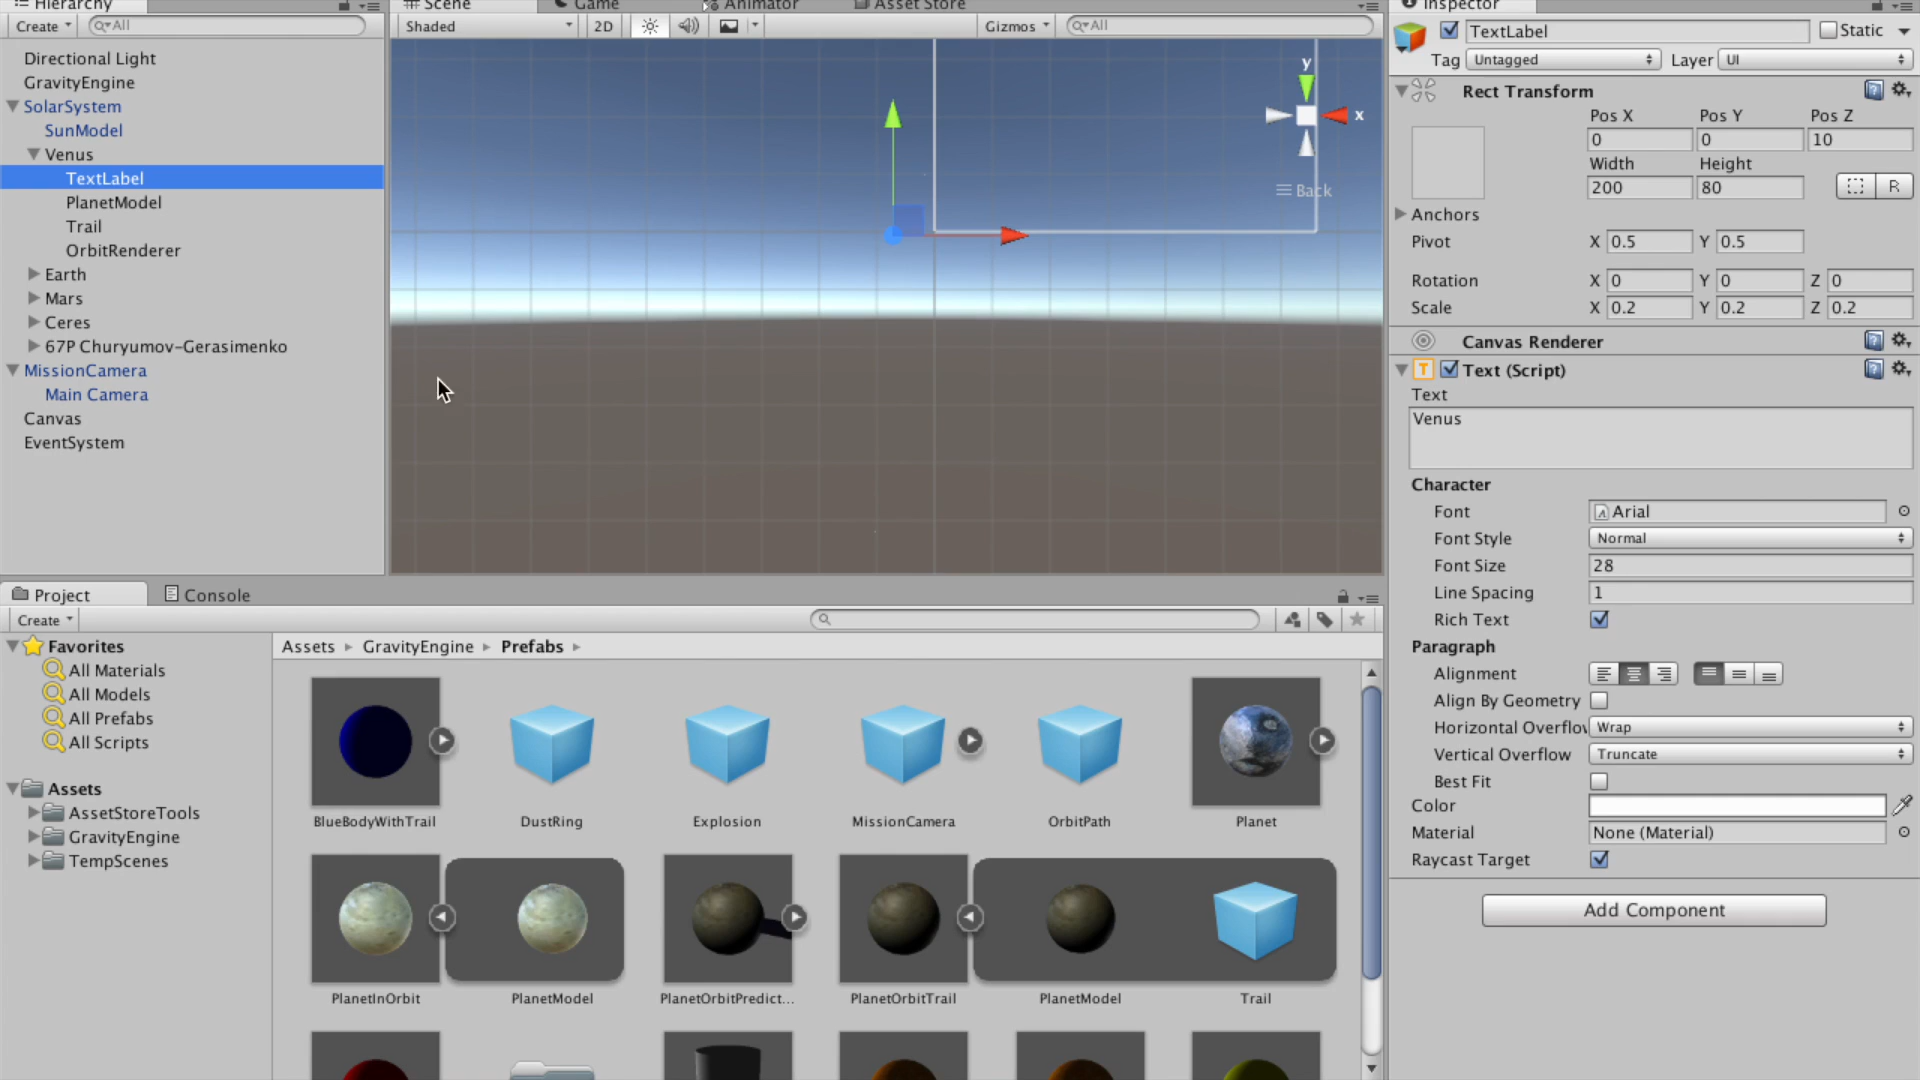 Hierarchy
Create
All
Directional Light
GravityEngine
SolarSystem
SunModel
Venus
TextLabel
PlanetModel
Trail
OrbitRenderer
Earth
Mars
Ceres
67P Churyumov-Gerasimenko
MissionCamera
Main Camera
Canvas
EventSystem
Scene Game Animator Asset Store
Shaded 2D Gizmos All
y
x
Back
Inspector
TextLabel Static
Tag Untagged Layer UI
Rect Transform
Pos X Pos Y Pos Z
0 0 10
Width Height
200 80 R
Anchors
Pivot X 0.5 Y 0.5
Rotation X 0 Y 0 Z 0
Scale X 0.2 Y 0.2 Z 0.2
Canvas Renderer
T Text (Script)
Text
Venus
Character
Font Arial
Font Style Normal
Font Size 28
Line Spacing 1
Rich Text
Paragraph
Alignment
Align By Geometry
Horizontal Overflo Wrap
Vertical Overflow Truncate
Best Fit
Color
Material None (Material)
Raycast Target
Add Component
Project Console
Create
Favorites
All Materials
All Models
All Prefabs
All Scripts
Assets
AssetStoreTools
GravityEngine
TempScenes
Assets GravityEngine Prefabs
BlueBodyWithTrail DustRing Explosion MissionCamera OrbitPath Planet
PlanetInOrbit PlanetModel PlanetOrbitPredict... PlanetOrbitTrail PlanetModel Trail